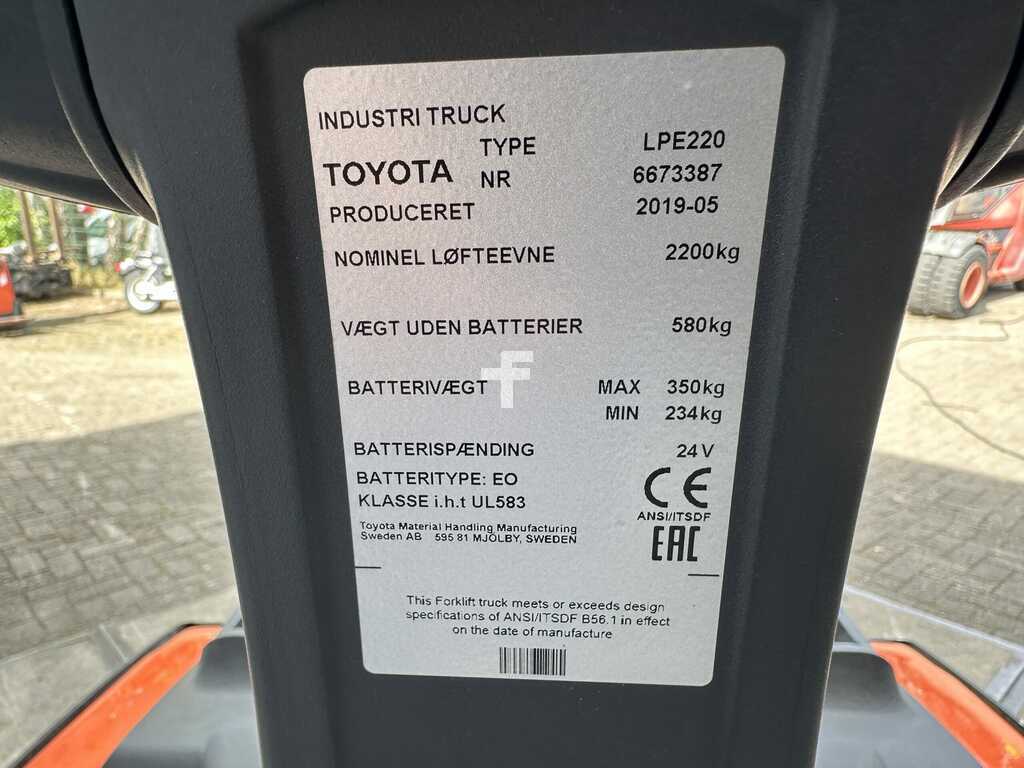 INDUSTRI TRUCK
TYPE LPE220
TOYOTA NR 6673387
PRODUCERET 2019-05
NOMINEL LØFTEEVNE 2200kg
VÆGT UDEN BATTERIER 580kg
BATTERIVÆGT MAX 350kg
MIN 234kg
BATTERISPÆNDING 24V
BATTERITYPE: EO
KLASSE i.h.t UL583
CE
ANSI/ITSDF
Toyota Material Handling Manufacturing
Sweden AB 595 81 MJOLBY, SWEDEN
EAC
This Forklift truck meets or exceeds design
specifications of ANSI/ITSDF B56.1 in effect
on the date of manufacture